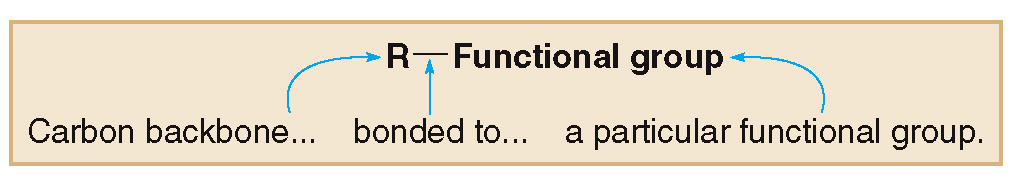 R—Functional group
Carbon backbone... bonded to... a particular functional group.